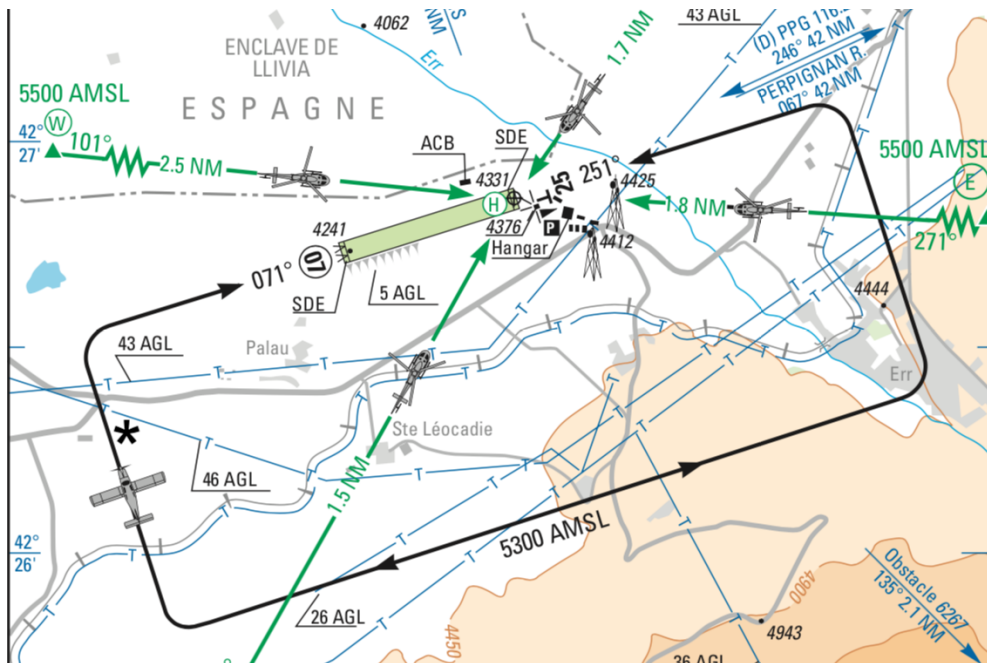 4062
NM
S
1.7 NM
43 AGL
(D) PPG 116.2
246° 42 NM
PERPIGNAN R.
067° 42 NM
ENCLAVE DE
LLIVIA
Err
ESPAGNE
5500 AMSL
W
42°
27'
101°
2.5 NM
ACB
SDE
4331
H
25
251°
4425
5500 AMSL
E
1.8 NM
271°
4241
4376
P
Hangar
4412
071°
07
SDE
5 AGL
4444
43 AGL
Palau
Err
*
Ste Léocadie
46 AGL
1.5 NM
5300 AMSL
42°
26'
26 AGL
4450
4900
4943
Obstacle 6267
135° 2.1 NM
36 AGL